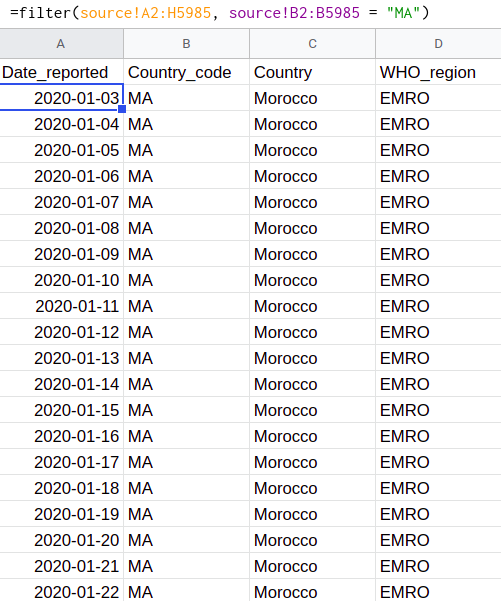 =filter(source!A2:H5985, source!B2:B5985 = "MA")
A B C D
Date_reported Country_code Country WHO_region
2020-01-03 MA Morocco EMRO
2020-01-04 MA Morocco EMRO
2020-01-05 MA Morocco EMRO
2020-01-06 MA Morocco EMRO
2020-01-07 MA Morocco EMRO
2020-01-08 MA Morocco EMRO
2020-01-09 MA Morocco EMRO
2020-01-10 MA Morocco EMRO
2020-01-11 MA Morocco EMRO
2020-01-12 MA Morocco EMRO
2020-01-13 MA Morocco EMRO
2020-01-14 MA Morocco EMRO
2020-01-15 MA Morocco EMRO
2020-01-16 MA Morocco EMRO
2020-01-17 MA Morocco EMRO
2020-01-18 MA Morocco EMRO
2020-01-19 MA Morocco EMRO
2020-01-20 MA Morocco EMRO
2020-01-21 MA Morocco EMRO
2020-01-22 MA Morocco EMRO